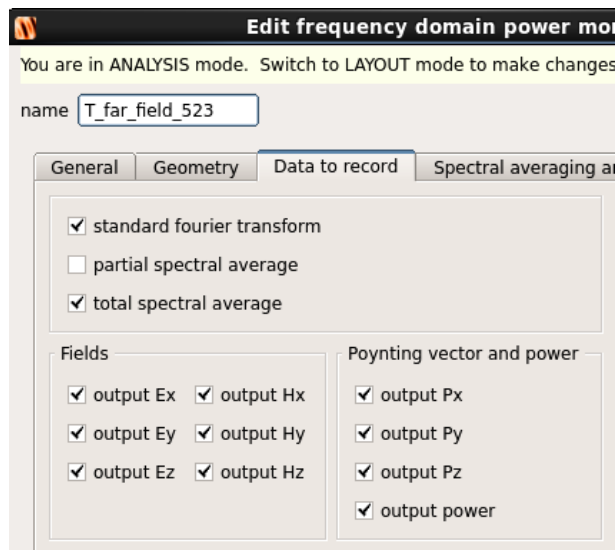 Edit frequency domain power mo
You are in ANALYSIS mode. Switch to LAYOUT mode to make changes
name T_far_field_523
General Geometry Data to record Spectral averaging a
standard fourier transform
partial spectral average
total spectral average
Fields Poynting vector and power
output Ex output Hx output Px
output Ey output Hy output Py
output Ez output Hz output Pz
output power